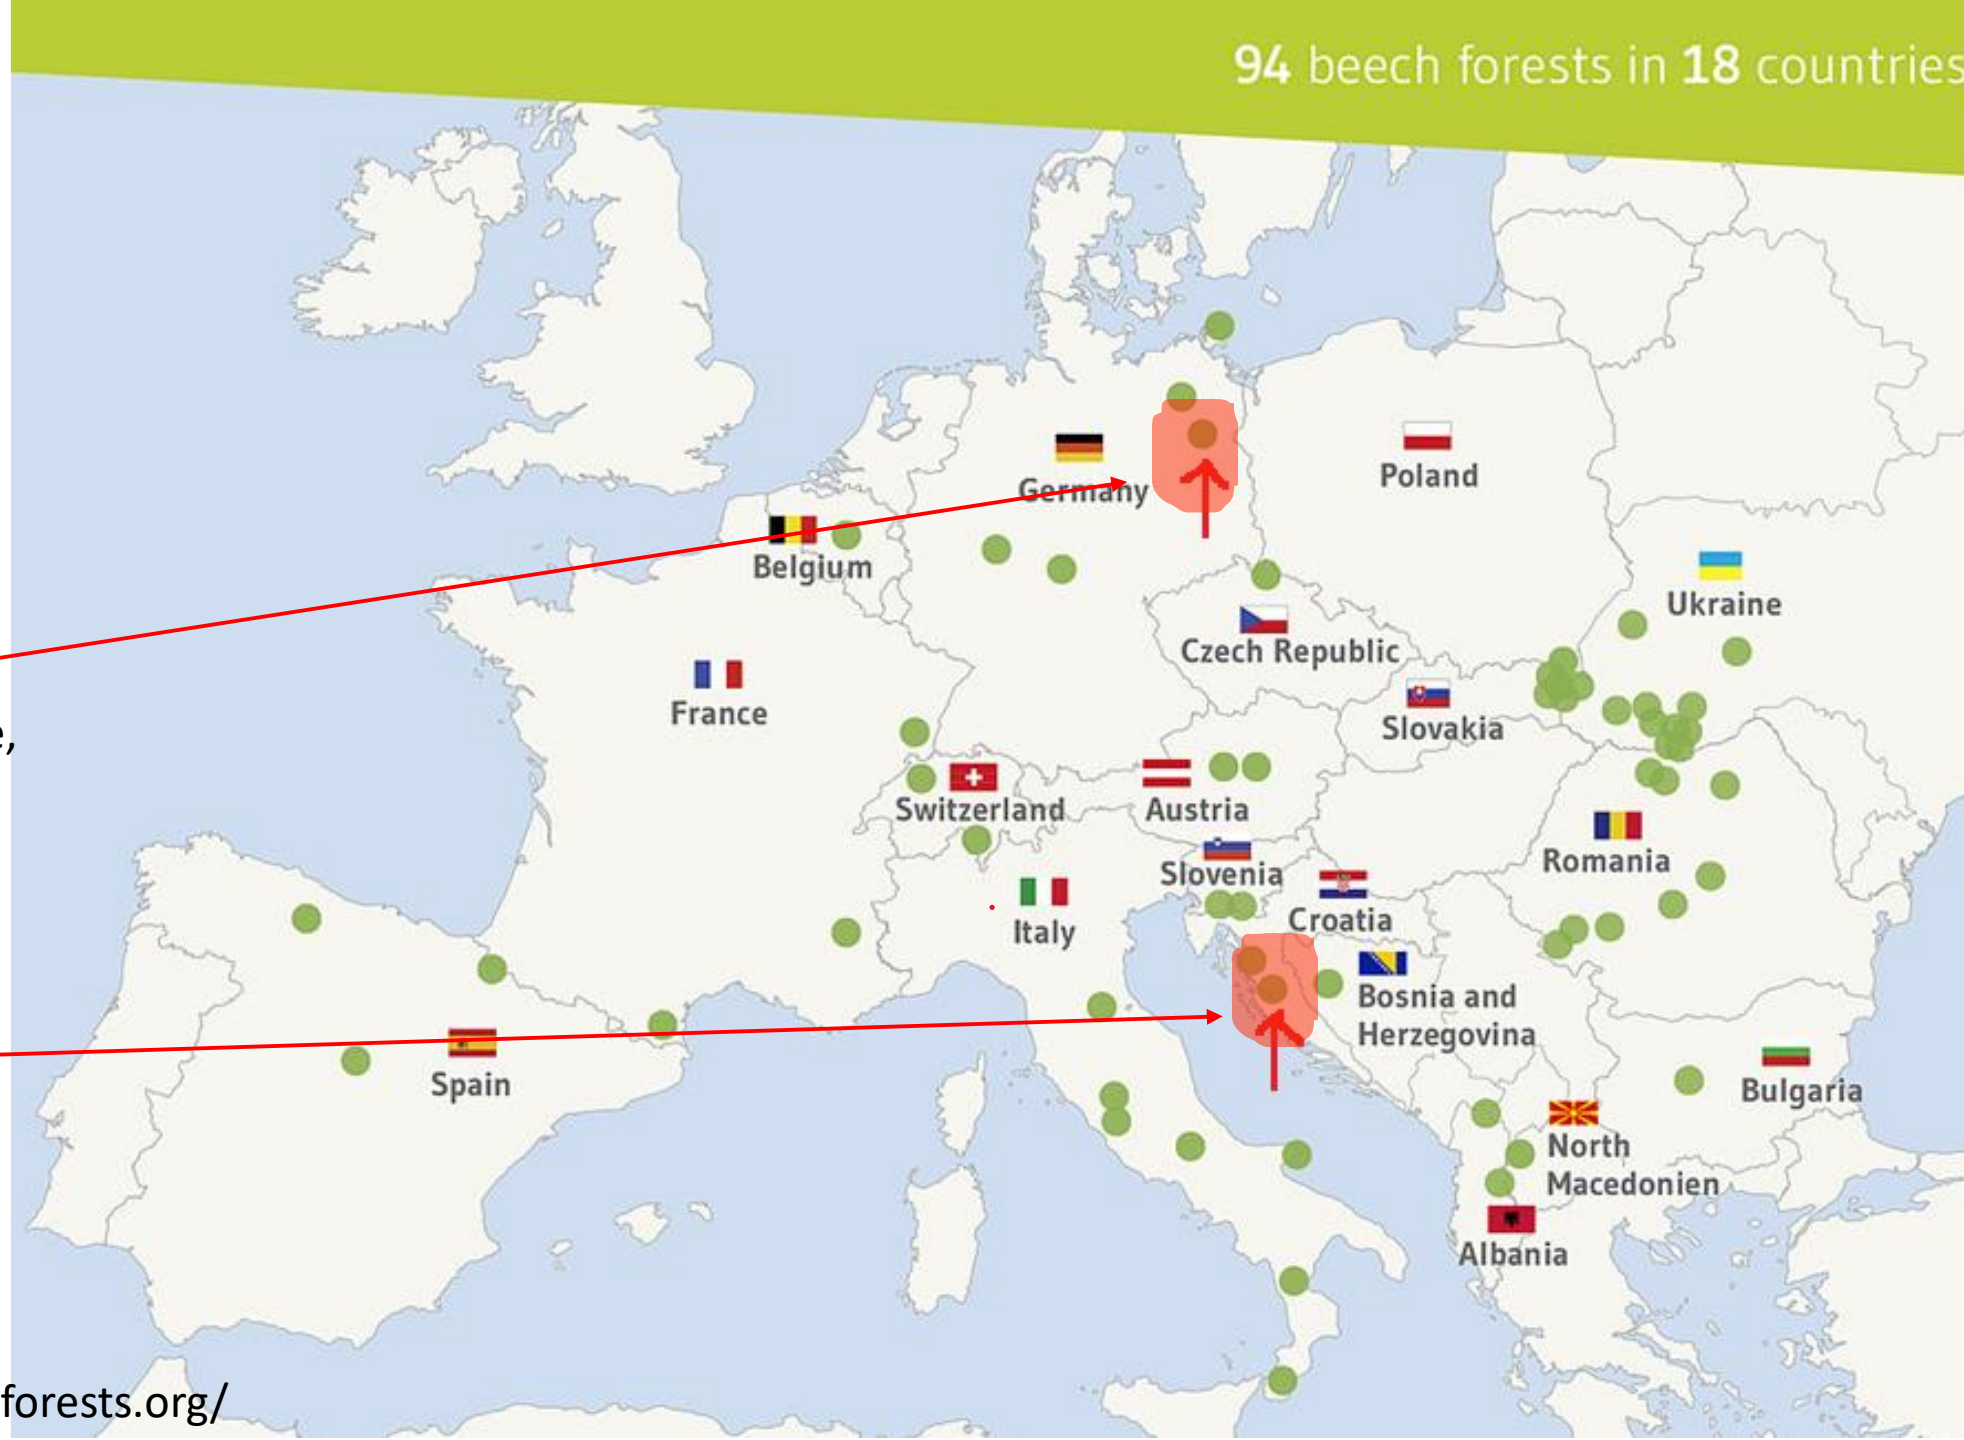 94 beech forests in 18 countries
Germany
Poland
Belgium
Ukraine
Czech Republic
France
Slovakia
e,
Switzerland
Austria
Romania
Slovenia
Croatia
Italy
Bosnia and
Herzegovina
Spain
Bulgaria
North
Macedonien
Albania
forests.org/